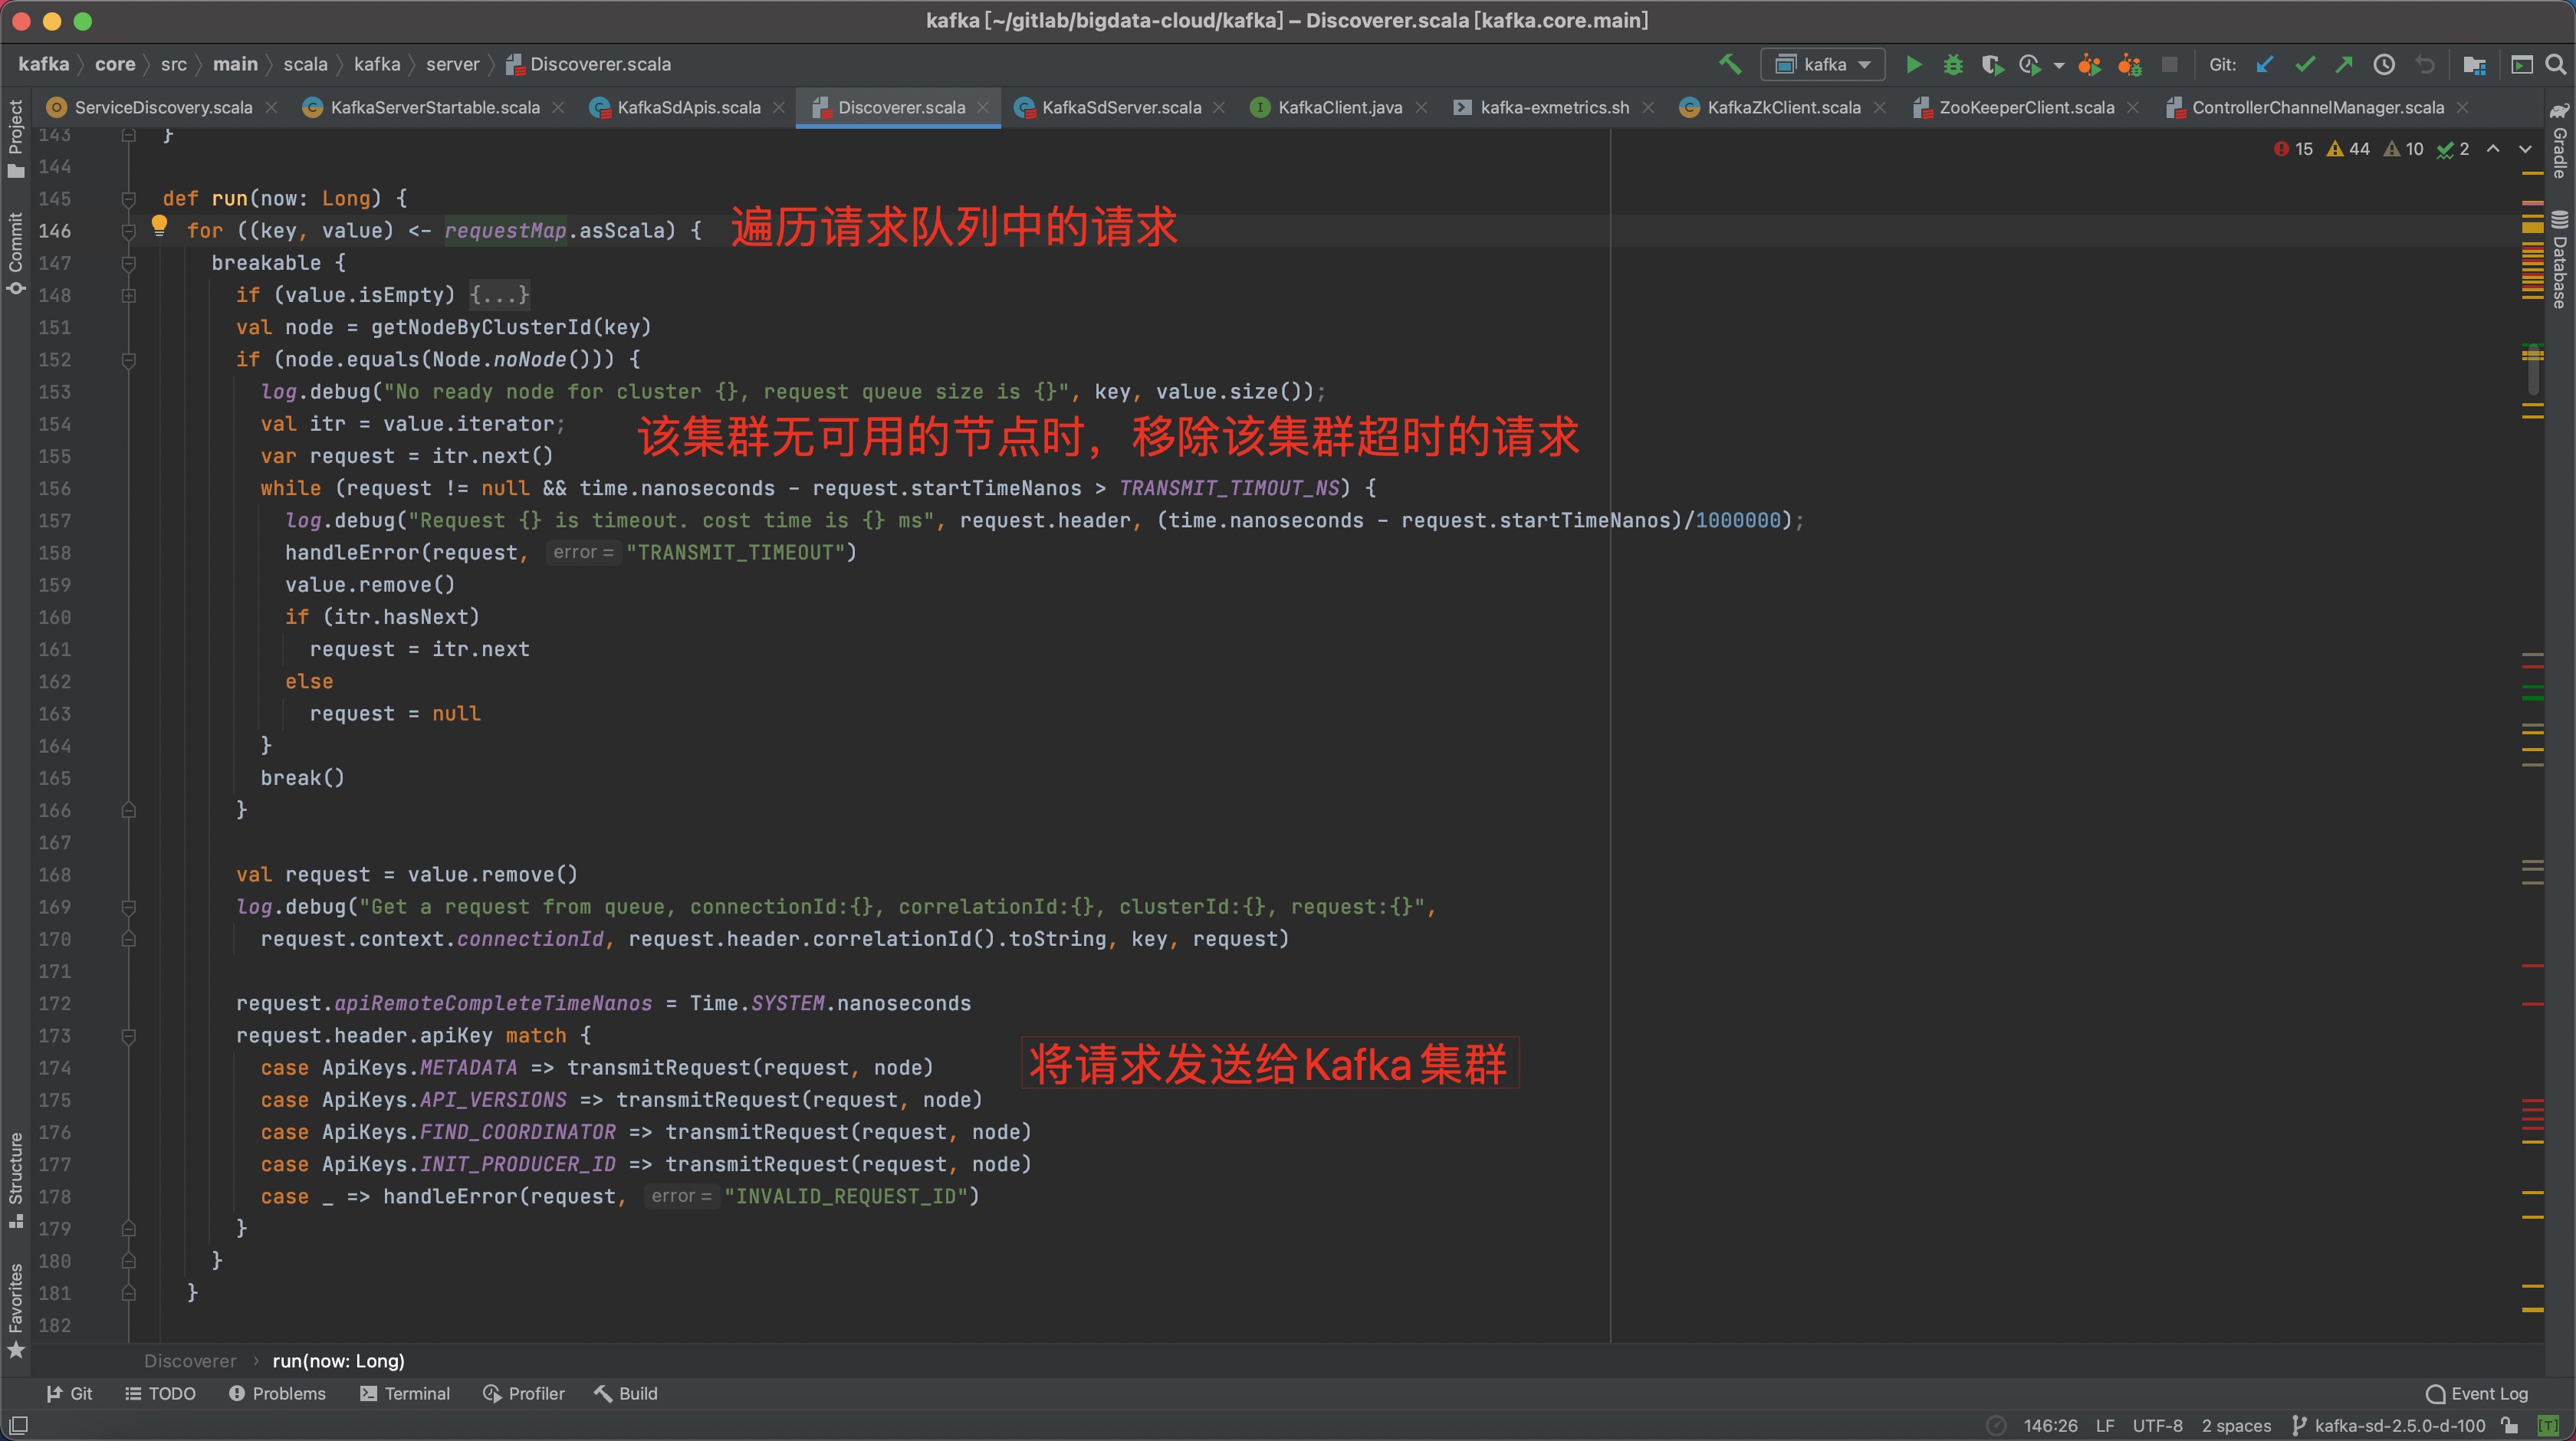 kafka [~/gitlab/bigdata-cloud/kafka] – Discoverer.scala [kafka.core.main]
kafka core src main scala kafka server Discoverer.scala kafka Git:
ServiceDiscovery.scala KafkaServerStartable.scala KafkaSdApis.scala Discoverer.scala KafkaSdServer.scala KafkaClient.java kafka-exmetrics.sh KafkaZkClient.scala ZooKeeperClient.scala ControllerChannelManager.scala
Project
Commit
Structure
Favorites
Gradle
Database
15 44 10 2
143 }
144
145 def run(now: Long) {
146 for ((key, value) <- requestMap.asScala) { 遍历请求队列中的请求
147 breakable {
148 if (value.isEmpty) {...}
151 val node = getNodeByClusterId(key)
152 if (node.equals(Node.noNode())) {
153 log.debug("No ready node for cluster {}, request queue size is {}", key, value.size());
154 val itr = value.iterator;
该集群无可用的节点时，移除该集群超时的请求
155 var request = itr.next()
156 while (request != null && time.nanoseconds - request.startTimeNanos > TRANSMIT_TIMOUT_NS) {
157 log.debug("Request {} is timeout. cost time is {} ms", request.header, (time.nanoseconds - request.startTimeNanos)/1000000);
158 handleError(request, error = "TRANSMIT_TIMEOUT")
159 value.remove()
160 if (itr.hasNext)
161 request = itr.next
162 else
163 request = null
164 }
165 break()
166 }
167
168 val request = value.remove()
169 log.debug("Get a request from queue, connectionId:{}, correlationId:{}, clusterId:{}, request:{}",
170 request.context.connectionId, request.header.correlationId().toString, key, request)
171
172 request.apiRemoteCompleteTimeNanos = Time.SYSTEM.nanoseconds
173 request.header.apiKey match {
174 case ApiKeys.METADATA => transmitRequest(request, node) 将请求发送给Kafka集群
175 case ApiKeys.API_VERSIONS => transmitRequest(request, node)
176 case ApiKeys.FIND_COORDINATOR => transmitRequest(request, node)
177 case ApiKeys.INIT_PRODUCER_ID => transmitRequest(request, node)
178 case _ => handleError(request, error = "INVALID_REQUEST_ID")
179 }
180 }
181 }
182
Discoverer › run(now: Long)
Git TODO Problems Terminal Profiler Build Event Log
146:26 LF UTF-8 2 spaces kafka-sd-2.5.0-d-100 [T]